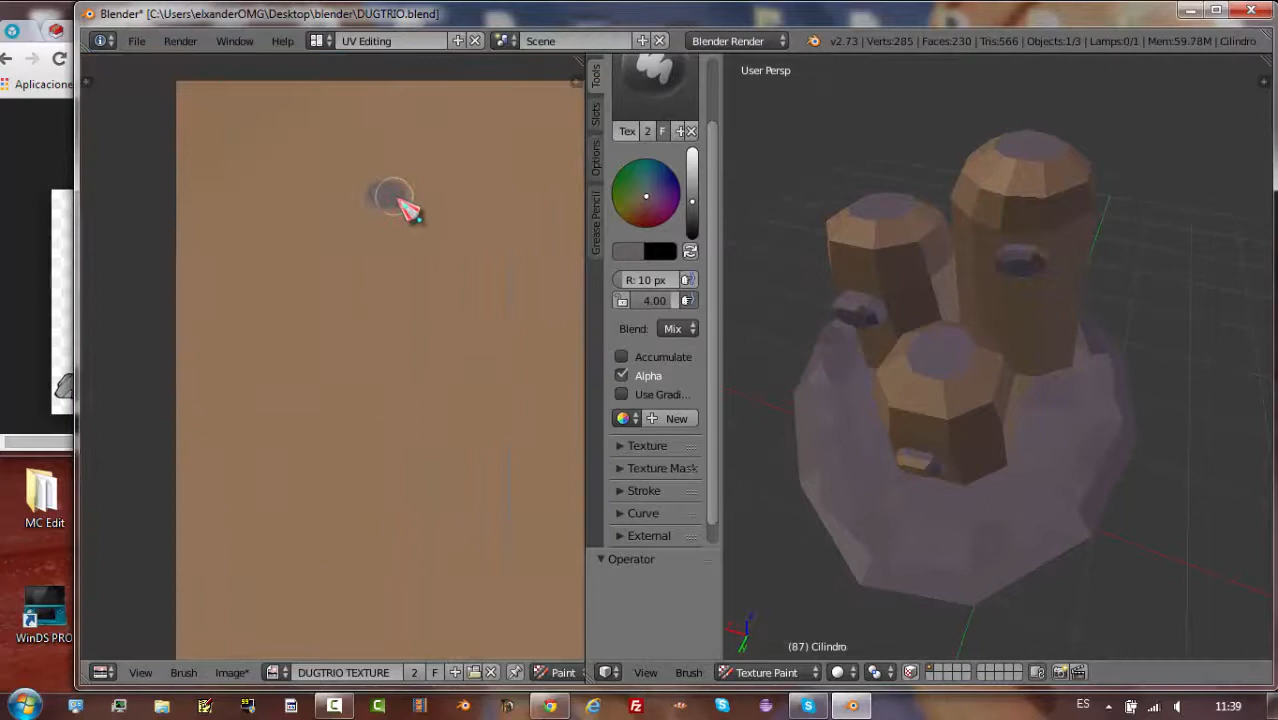 Blender* [C:\Users\elxanderOMG\Desktop\blender\DUGTRIO.blend]
File Render Window Help UV Editing Scene Blender Render v2.73 | Verts:285 | Faces:230 | Tris:566 | Objects:1/3 | Lamps:0/1 | Mem:59.78M | Cilindro
Aplicacione
User Persp
Tools
Slots
Options
Grease Pencil
Tex 2 F
R: 10 px
4.00
Blend: Mix
Accumulate
Alpha
Use Gradi...
New
Texture
Texture Mask
Stroke
Curve
External
Operator
MC Edit
WinDS PRO
(87) Cilindro
View Brush Image* DUGTRIO TEXTURE 2 F Paint
View Brush Texture Paint
ES 11:39